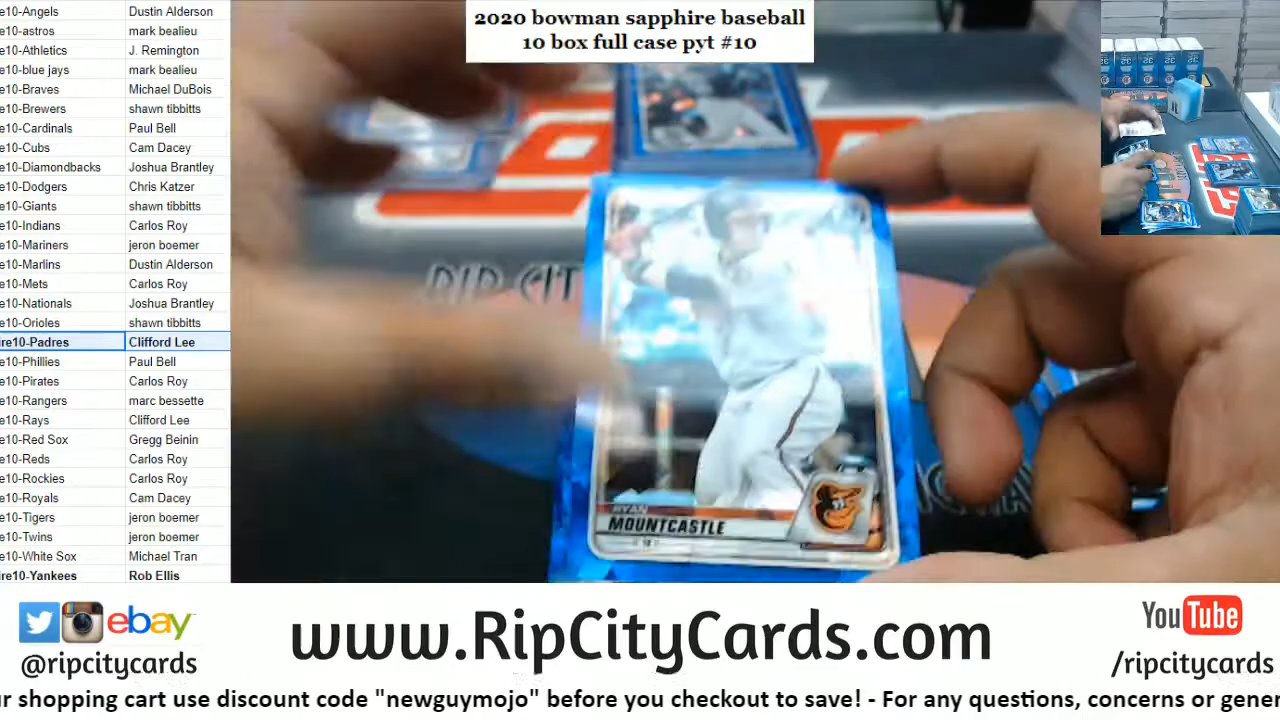 2020 bowman sapphire baseball
10 box full case pyt #10
e10-Angels Dustin Alderson
e10-astros mark bealieu
e10-Athletics J. Remington
e10-blue jays mark bealieu
e10-Braves Michael DuBois
e10-Brewers shawn tibbitts
e10-Cardinals Paul Bell
e10-Cubs Cam Dacey
e10-Diamondbacks Joshua Brantley
e10-Dodgers Chris Katzer
e10-Giants shawn tibbitts
e10-Indians Carlos Roy
e10-Mariners jeron boemer
e10-Marlins Dustin Alderson
e10-Mets Carlos Roy
e10-Nationals Joshua Brantley
e10-Orioles shawn tibbitts
ire10-Padres Clifford Lee
e10-Phillies Paul Bell
e10-Pirates Carlos Roy
e10-Rangers marc bessette
e10-Rays Clifford Lee
e10-Red Sox Gregg Beinin
e10-Reds Carlos Roy
e10-Rockies Carlos Roy
e10-Royals Cam Dacey
e10-Tigers jeron boemer
e10-Twins jeron boemer
e10-White Sox Michael Tran
ire10-Yankees Rob Ellis
RIP CIT
RYAN
MOUNTCASTLE
ebay
@ripcitycards
www.RipCityCards.com
YouTube
/ripcitycards
ur shopping cart use discount code "newguymojo" before you checkout to save! - For any questions, concerns or gener